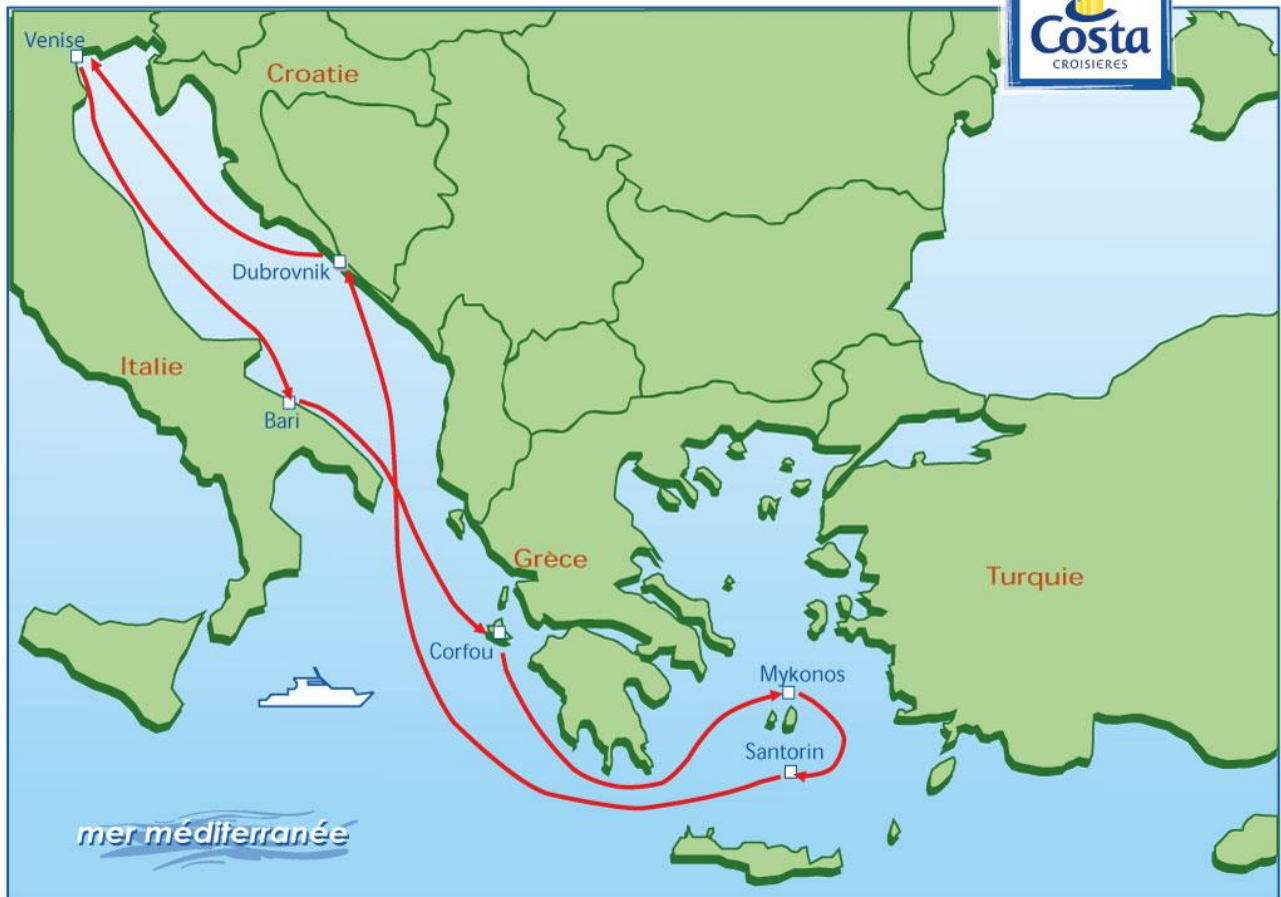 Costa
CROISIERES
Venise
Croatie
Dubrovnik
Italie
Bari
Grèce
Turquie
Corfou
Mykonos
Santorin
mer méditerranée